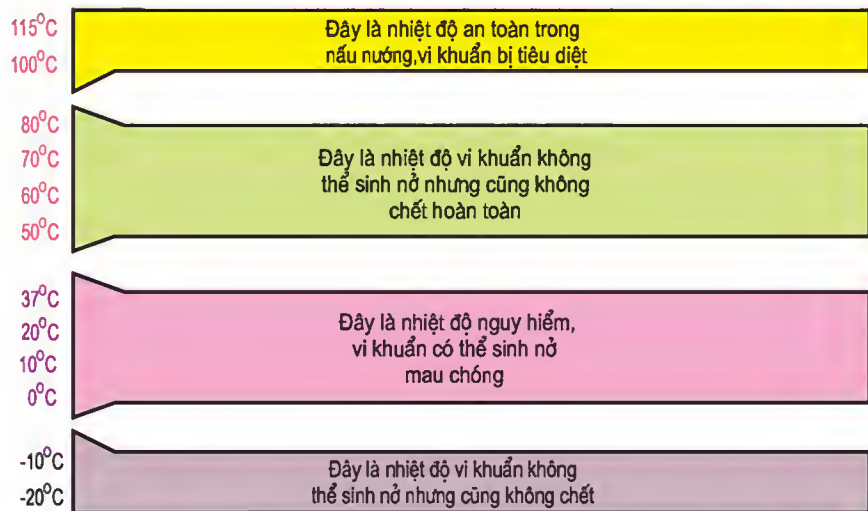 115°C
100°C
Đây là nhiệt độ an toàn trong
nấu nướng,vi khuẩn bị tiêu diệt
80°C
70°C
60°C
50°C
Đây là nhiệt độ vi khuẩn không
thể sinh nở nhưng cũng không
chết hoàn toàn
37°C
20°C
10°C
0°C
Đây là nhiệt độ nguy hiểm,
vi khuẩn có thể sinh nở
mau chóng
-10°C
-20°C
Đây là nhiệt độ vi khuẩn không
thể sinh nở nhưng cũng không chết